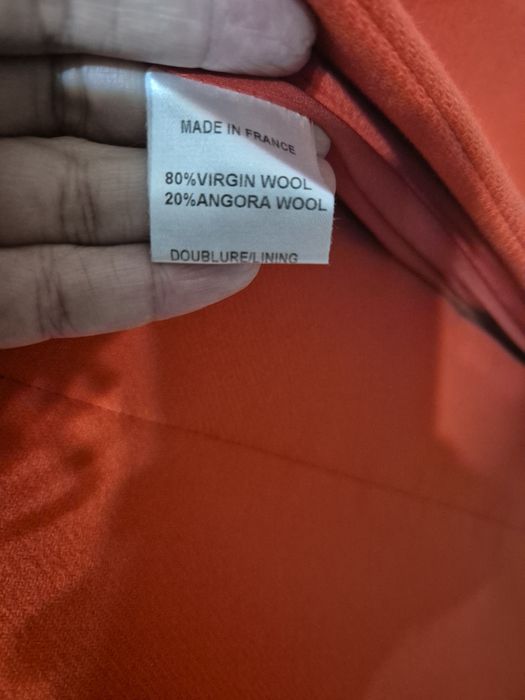 MADE IN FRANCE
80%VIRGIN WOOL
20%ANGORA WOOL
DOUBLURE/LINING